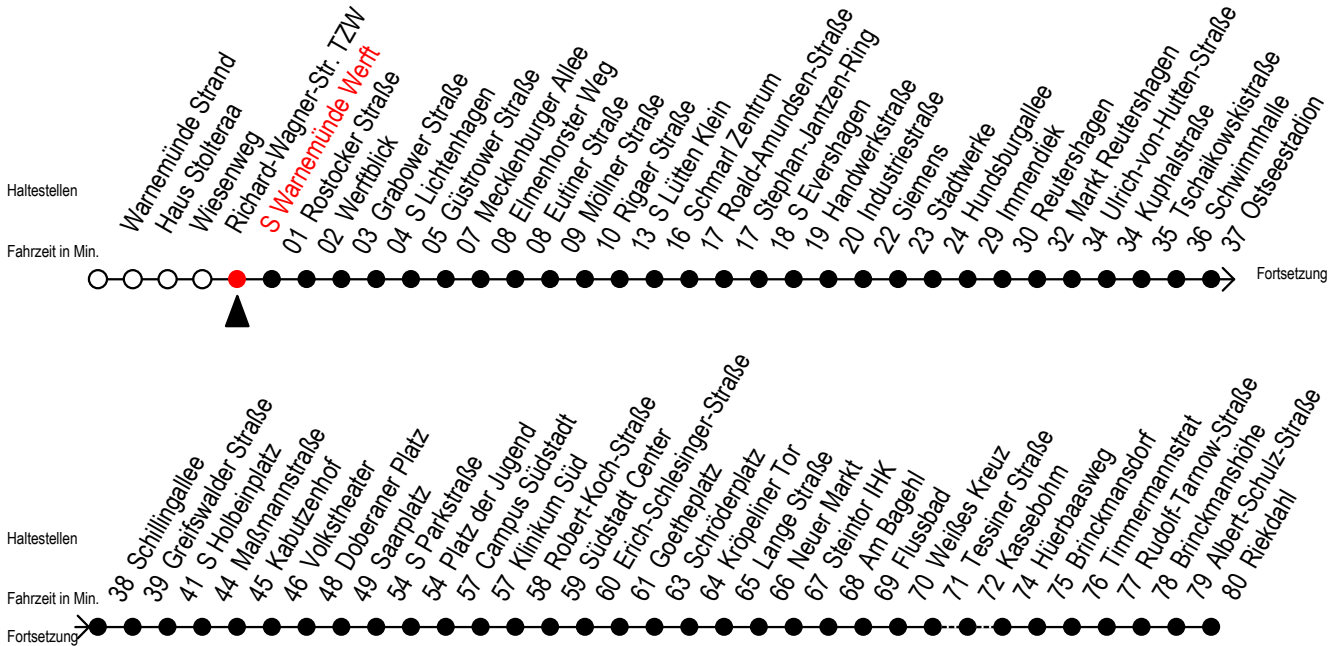 Haltestellen
Warnemünde Strand
Haus Stolteraa
Wiesenweg
Richard-Wagner-Str. TZW
S Warnemünde Werft
Fahrzeit in Min.
01 Rostocker Straße
02 Werftblick
03 Grabower Straße
04 S Lichtenhagen
05 Güstrower Straße
07 Mecklenburger Allee
08 Elmenhorster Weg
08 Eutiner Straße
09 Möllner Straße
10 Rigaer Straße
13 S Lütten Klein
16 Schmarl Zentrum
17 Roald-Amundsen-Straße
17 Stephan-Jantzen-Ring
18 S Evershagen
19 Handwerkstraße
20 Industriestraße
22 Siemens
23 Stadtwerke
24 Hundsburgallee
29 Immendiek
30 Reutershagen
32 Markt Reutershagen
34 Ulrich-von-Hutten-Straße
34 Kuphalstraße
35 Tschaikowskistraße
36 Schwimmhalle
37 Ostseestadion
Fortsetzung
Haltestellen
Fahrzeit in Min.
Fortsetzung
38 Schillingallee
39 Greifswalder Straße
41 S Holbeinplatz
44 Maßmannstraße
45 Kabutzenhof
46 Volkstheater
48 Doberaner Platz
49 Saarplatz
54 S Parkstraße
54 Platz der Jugend
57 Campus Südstadt
57 Klinikum Süd
58 Robert-Koch-Straße
59 Südstadt Center
60 Erich-Schlesinger-Straße
61 Goetheplatz
63 Schröderplatz
64 Kröpeliner Tor
65 Lange Straße
66 Neuer Markt
67 Steintor IHK
68 Am Bagehl
69 Flussbad
70 Weißes Kreuz
71 Tessiner Straße
72 Kassebohm
74 Hüerbaasweg
75 Brinckmansdorf
76 Timmermannstrat
77 Rudolf-Tarnow-Straße
78 Brinckmanshöhe
79 Albert-Schulz-Straße
80 Riekdahl